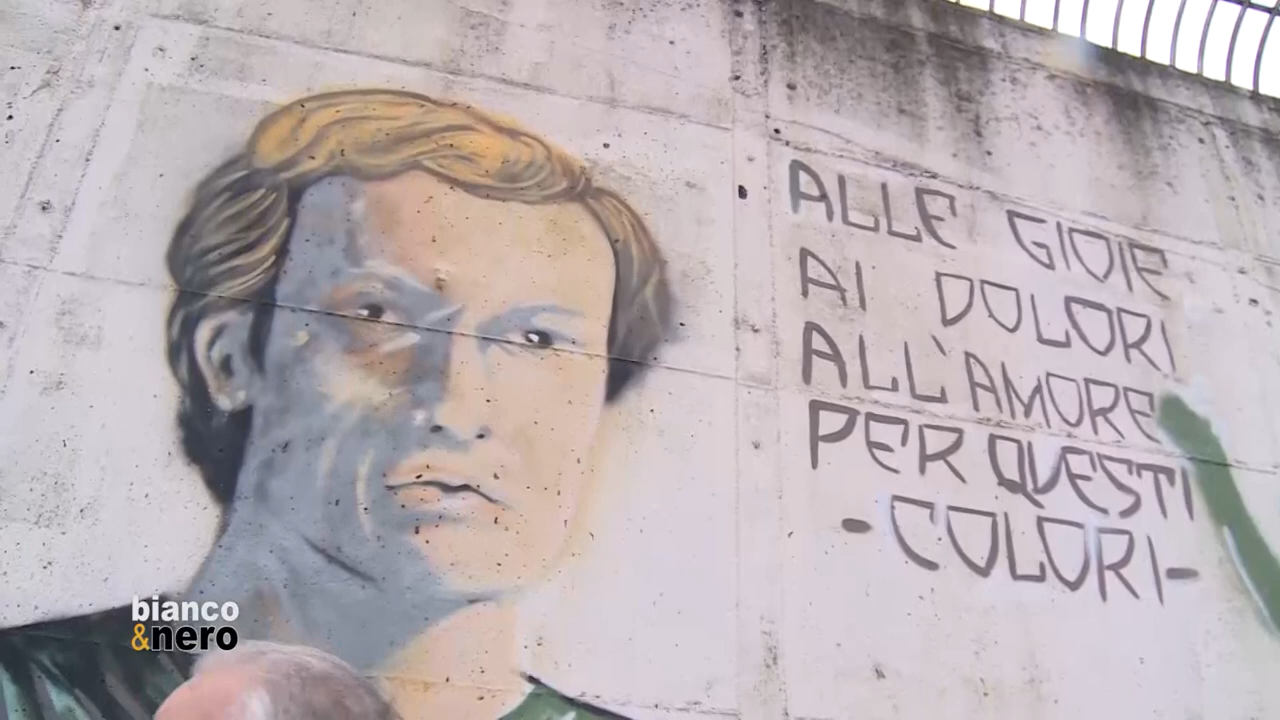 ALLE GIOIE
AI DOLORI
ALL'AMORE
PER QUESTI
-COLORI-
bianco
&nero